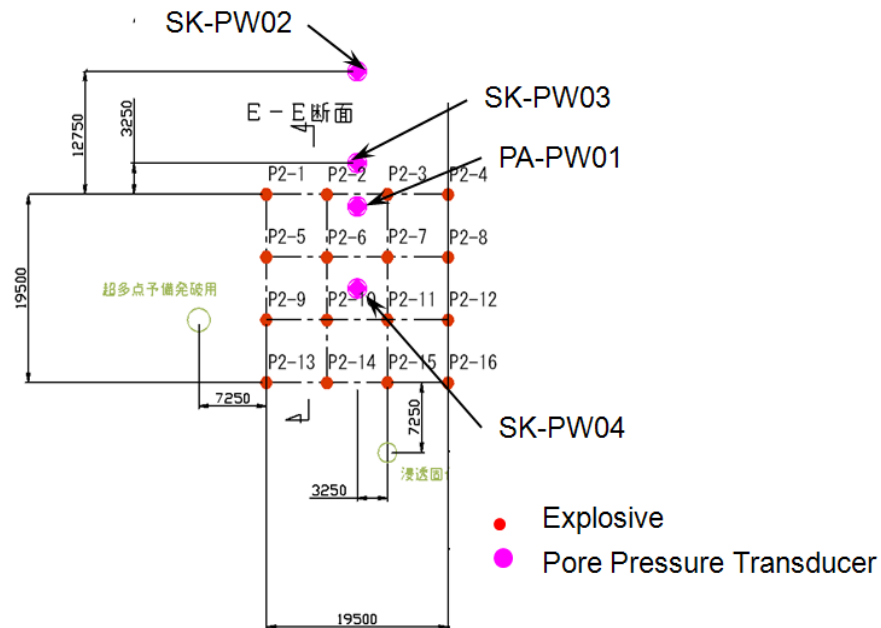 SK-PW02
SK-PW03
E-E断面
PA-PW01
12750
3250
P2-1 P2-2 P2-3 P2-4
P2-5 P2-6 P2-7 P2-8
19500
超多点予備発破用
P2-9 P2-10 P2-11 P2-12
P2-13 P2-14 P2-15 P2-16
7250
7250
SK-PW04
浸透固
3250
Explosive
Pore Pressure Transducer
19500